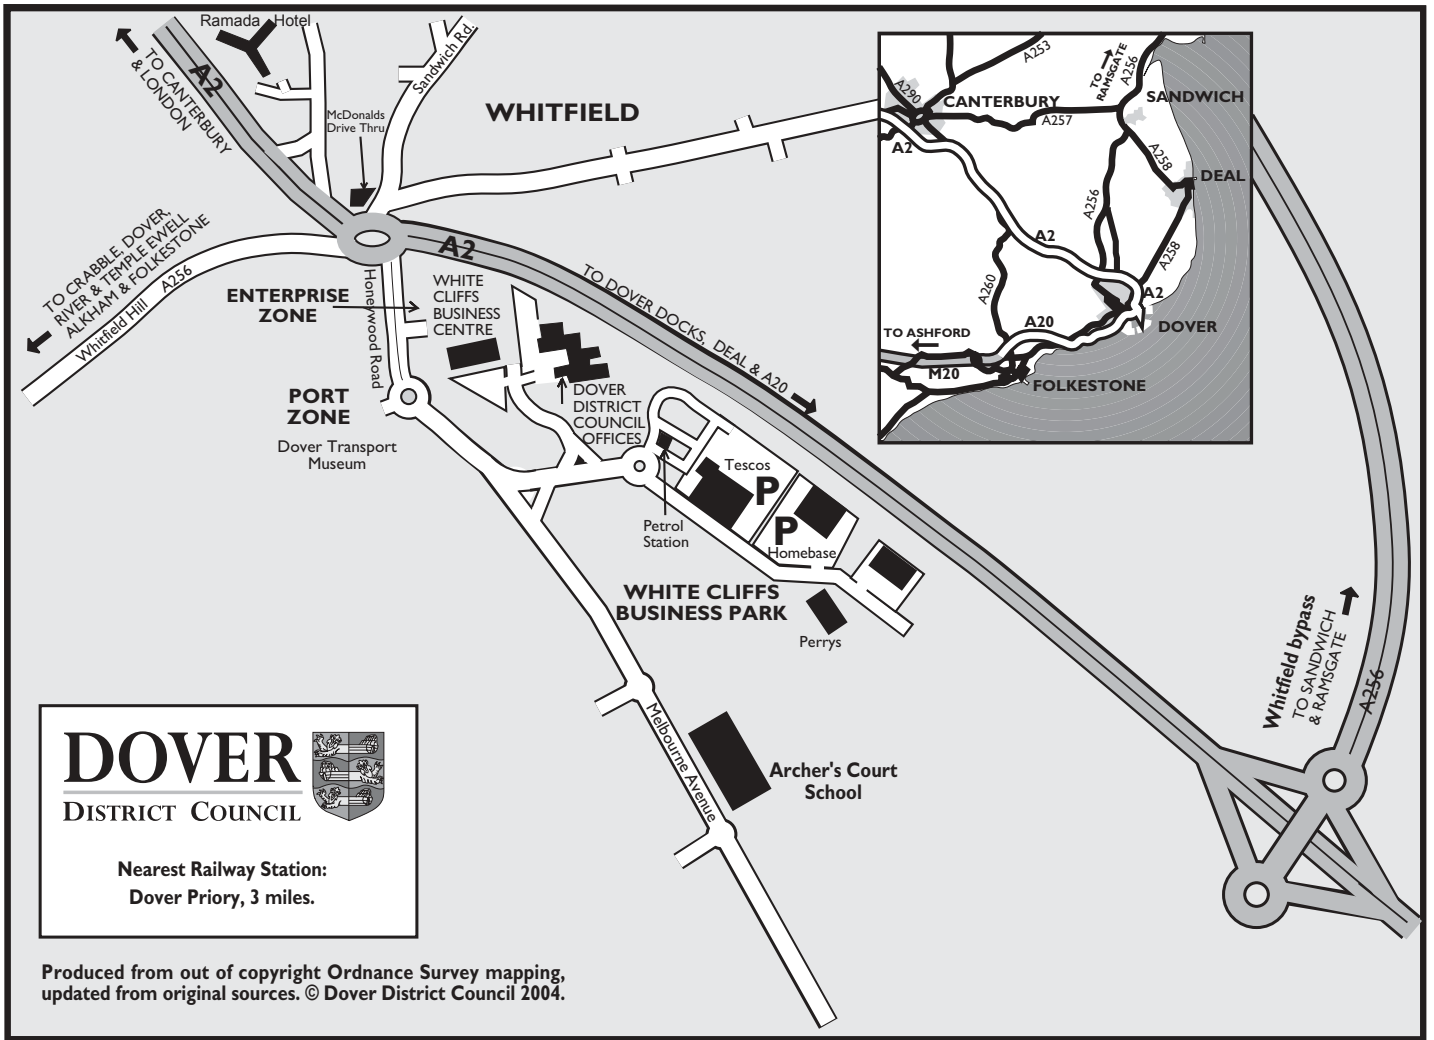 Ramada Hotel
A2
TO CANTERBURY
& LONDON
McDonalds
Drive Thru
Sandwich Rd.
WHITFIELD
TO CRABBLE, DOVER,
RIVER & TEMPLE EWELL
ALKHAM & FOLKESTONE
Whitfield Hill A256
A2
TO DOVER DOCKS, DEAL & A20
ENTERPRISE
ZONE
Honeywood Road
WHITE
CLIFFS
BUSINESS
CENTRE
PORT
ZONE
Dover Transport
Museum
DOVER
DISTRICT
COUNCIL
OFFICES
Tescos
P
P
Homebase
Petrol
Station
WHITE CLIFFS
BUSINESS PARK
Perrys
Melbourne Avenue
Archer's Court
School
Whitfield bypass
TO SANDWICH
& RAMSGATE
A256
A253
TO
RAMSGATE
A256
A290
CANTERBURY
SANDWICH
A257
A2
A258
DEAL
A256
A2
A258
A260
A2
A20
DOVER
TO ASHFORD
M20
FOLKESTONE
DOVER
DISTRICT COUNCIL
Nearest Railway Station:
Dover Priory, 3 miles.
Produced from out of copyright Ordnance Survey mapping,
updated from original sources. © Dover District Council 2004.